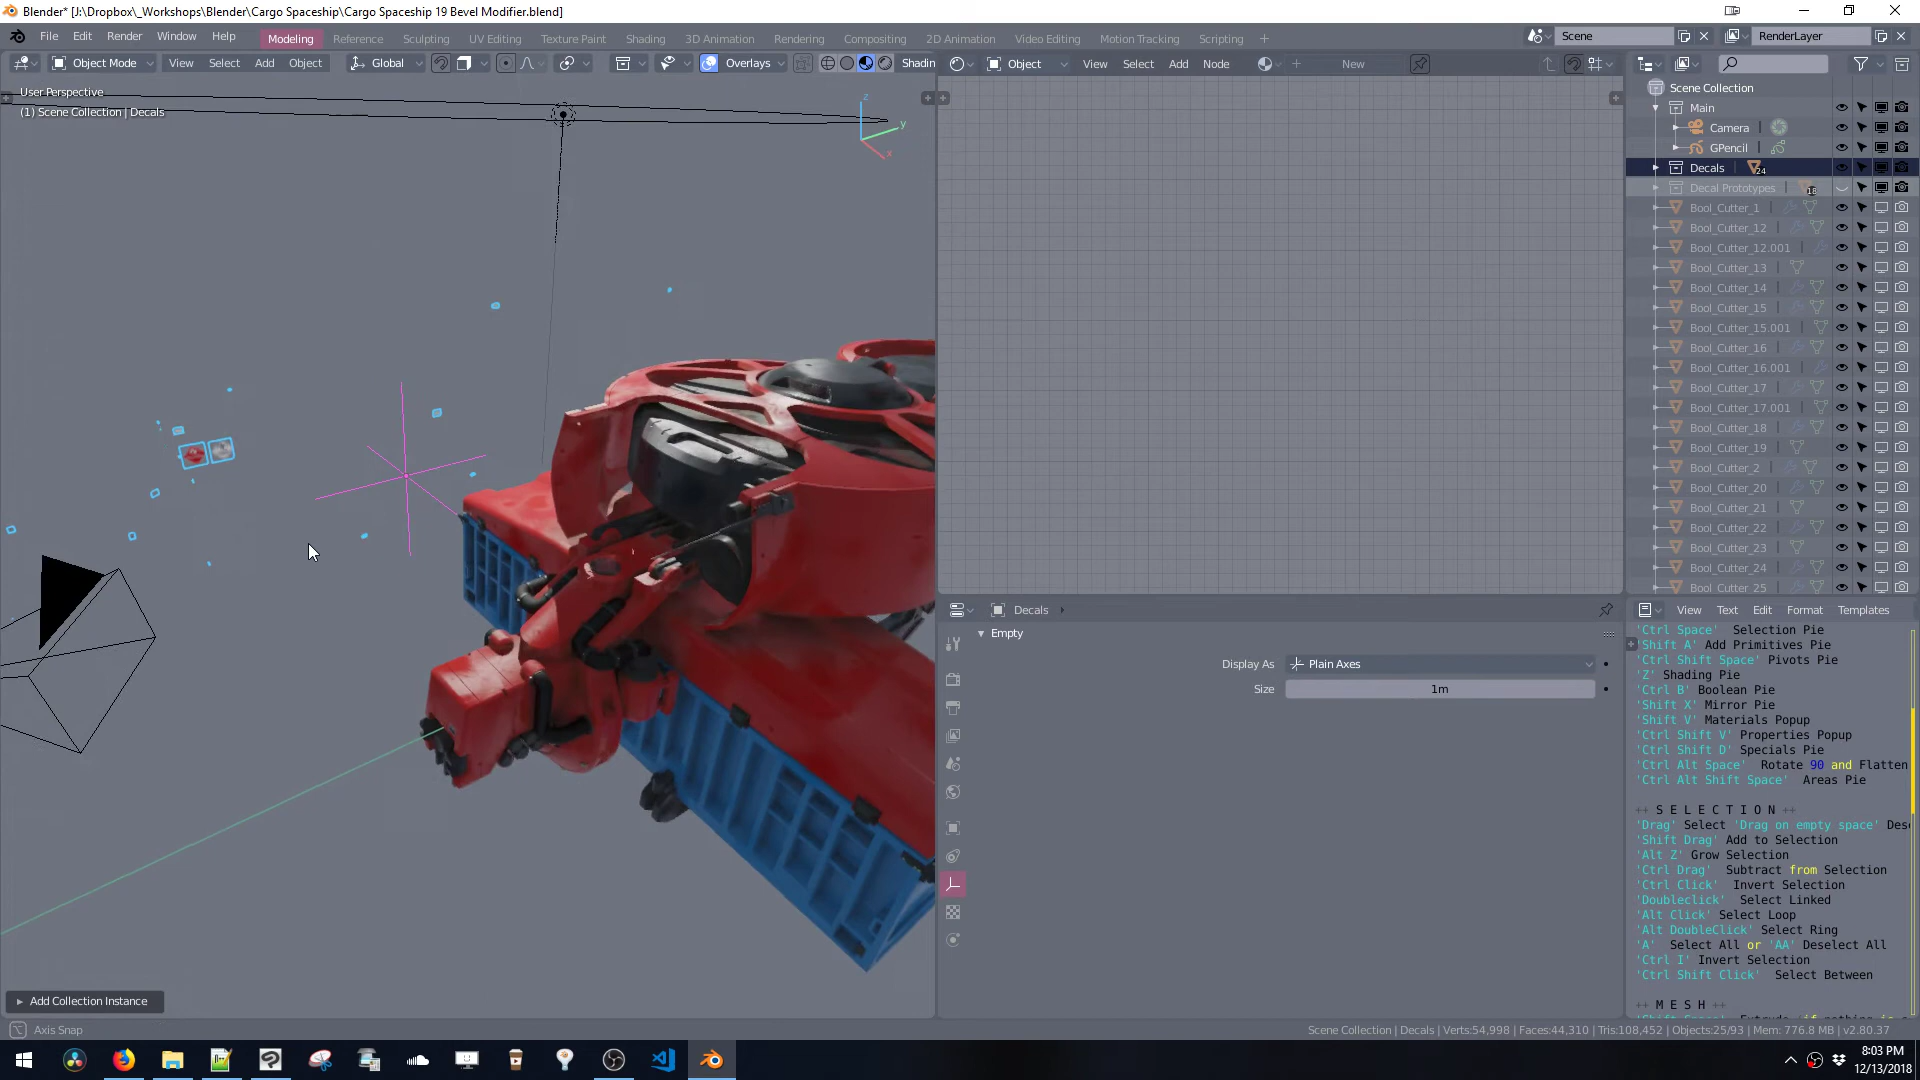 Blender* [J:\Dropbox\_Workshops\Blender\Cargo Spaceship\Cargo Spaceship 19 Bevel Modifier.blend]
File Edit Render Window Help Modeling Reference Sculpting UV Editing Texture Paint Shading 3D Animation Rendering Compositing 2D Animation Video Editing Motion Tracking Scripting Scene RenderLayer
Object Mode View Select Add Object Global Overlays Shadin
Object View Select Add Node New
User Perspective
(1) Scene Collection | Decals
z
y
x
Scene Collection
Main
Camera
GPencil
Decals 24
Decal Prototypes 18
Bool_Cutter_1
Bool_Cutter_12
Bool_Cutter_12.001
Bool_Cutter_13
Bool_Cutter_14
Bool_Cutter_15
Bool_Cutter_15.001
Bool_Cutter_16
Bool_Cutter_16.001
Bool_Cutter_17
Bool_Cutter_17.001
Bool_Cutter_18
Bool_Cutter_19
Bool_Cutter_2
Bool_Cutter_20
Bool_Cutter_21
Bool_Cutter_22
Bool_Cutter_23
Bool_Cutter_24
Bool_Cutter_25
Decals
Empty
Display As Plain Axes
Size 1m
View Text Edit Format Templates
'Ctrl Space' Selection Pie
'Shift A' Add Primitives Pie
'Ctrl Shift Space' Pivots Pie
'Z' Shading Pie
'Ctrl B' Boolean Pie
'Shift X' Mirror Pie
'Shift V' Materials Popup
'Ctrl Shift V' Properties Popup
'Ctrl Shift D' Specials Pie
'Ctrl Alt Space' Rotate 90 and Flatten
'Ctrl Alt Shift Space' Areas Pie
++ S E L E C T I O N ++
'Drag' Select 'Drag on empty space' Des
'Shift Drag' Add to Selection
'Alt Z' Grow Selection
'Ctrl Drag' Subtract from Selection
'Ctrl Click' Invert Selection
'Doubleclick' Select Linked
'Alt Click' Select Loop
'Alt DoubleClick' Select Ring
'A' Select All or 'AA' Deselect All
'Ctrl I' Invert Selection
'Ctrl Shift Click' Select Between
++ M E S H ++
Add Collection Instance
Axis Snap
Scene Collection | Decals | Verts:54,998 | Faces:44,310 | Tris:108,452 | Objects:25/93 | Mem: 776.8 MB | v2.80.37
8:03 PM
12/13/2018